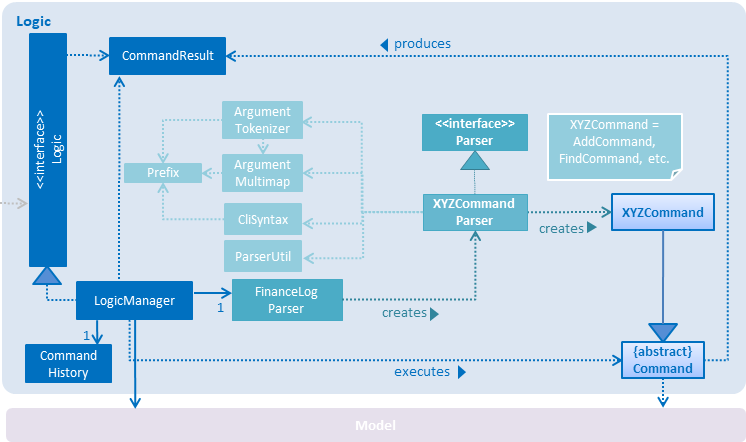 Logic
produces
CommandResult
<<interface>>
Logic
Argument
Tokenizer
<<interface>>
Parser
XYZCommand =
AddCommand,
FindCommand, etc.
Prefix
Argument
Multimap
XYZCommand
Parser
XYZCommand
CliSyntax
creates
ParserUtil
LogicManager
1
FinanceLog
Parser
creates
1
Command
History
executes
{abstract}
Command
Model